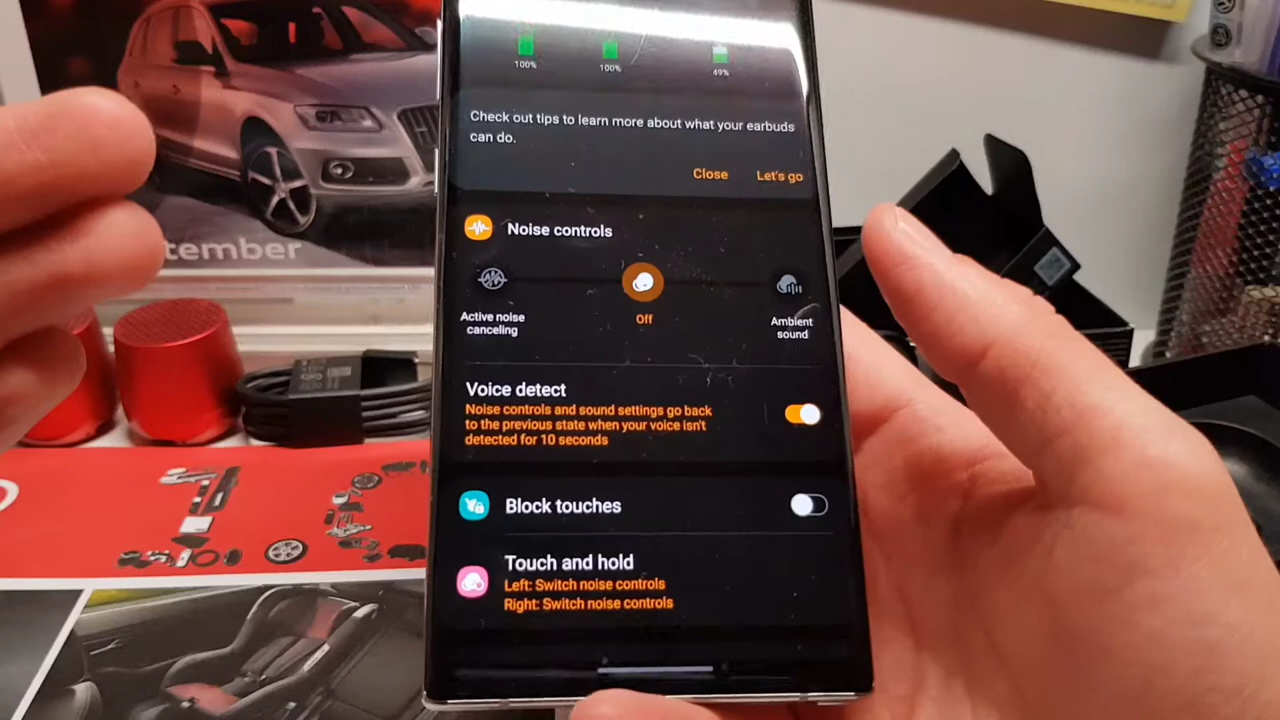 100%
100%
49%
Check out tips to learn more about what your earbuds
can do.
Close
Let's go
Noise controls
Active noise
canceling
Off
Ambient
sound
Voice detect
Noise controls and sound settings go back
to the previous state when your voice isn't
detected for 10 seconds
Block touches
Touch and hold
Left: Switch noise controls
Right: Switch noise controls
tember